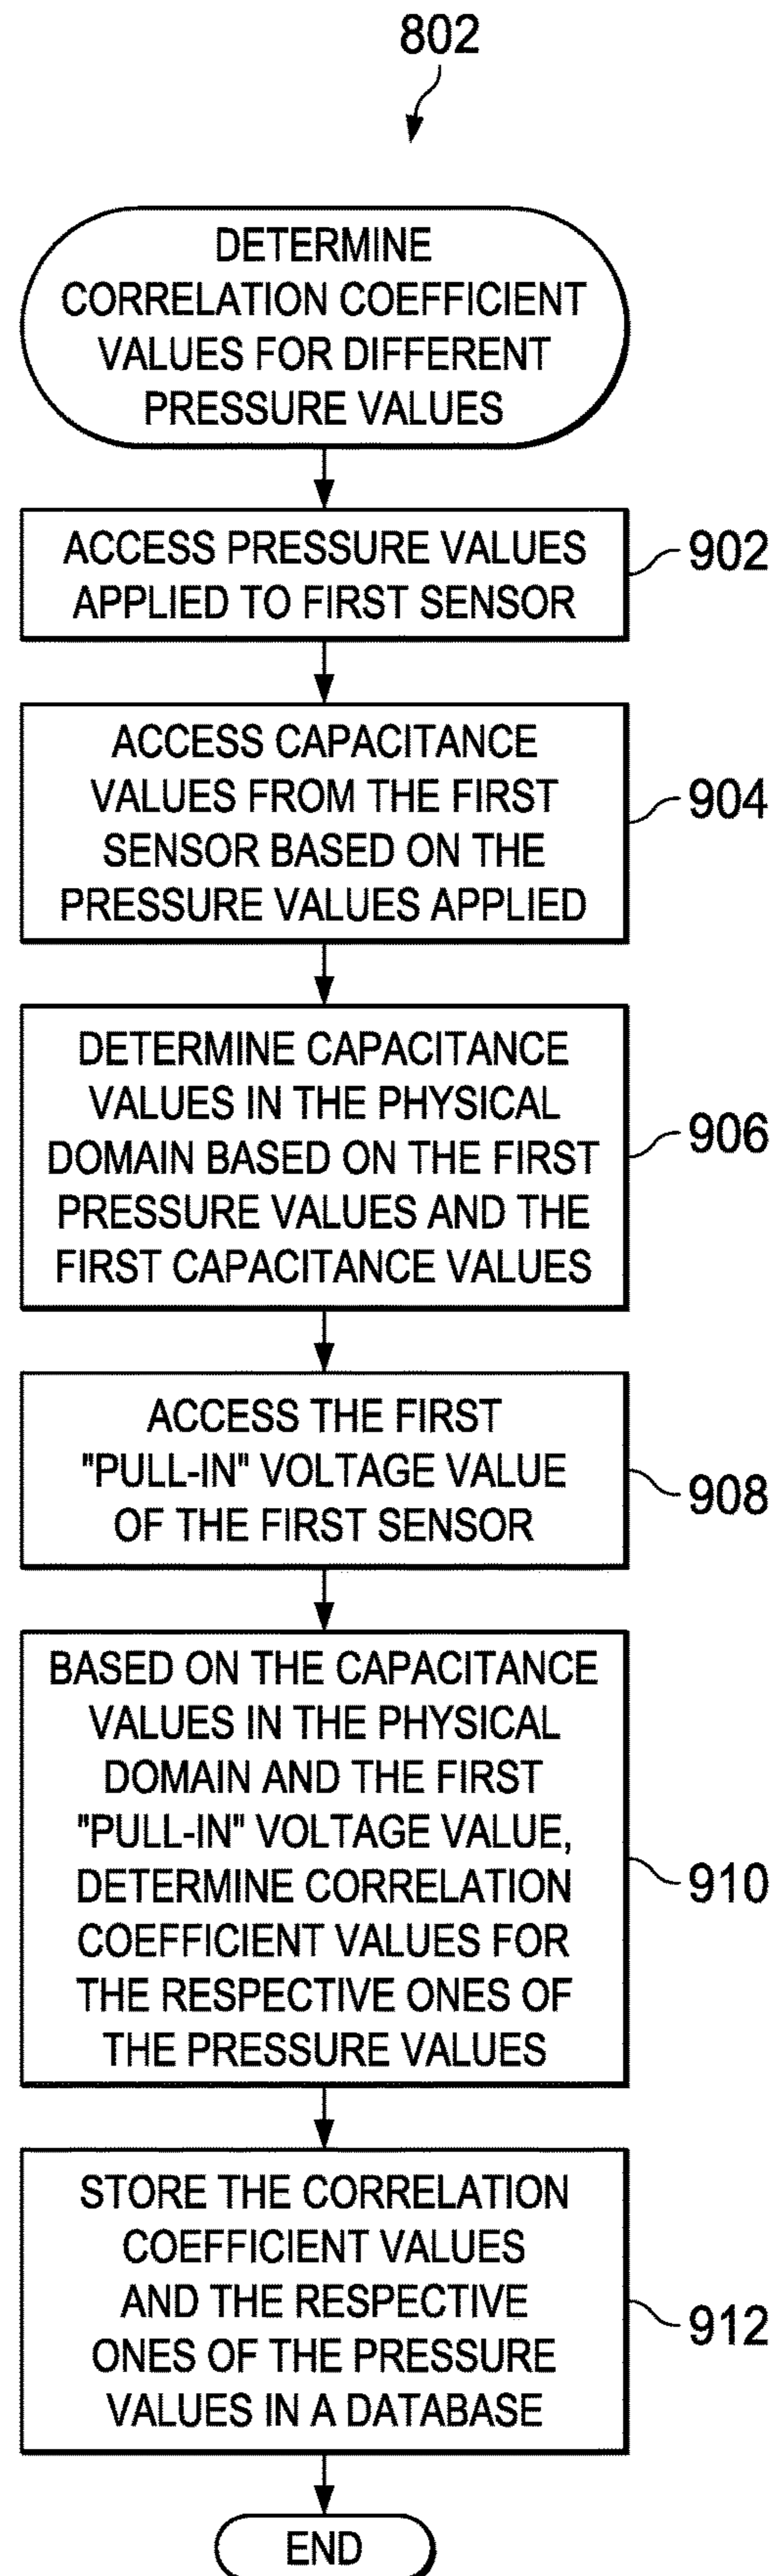 802
DETERMINE
CORRELATION COEFFICIENT
VALUES FOR DIFFERENT
PRESSURE VALUES
ACCESS PRESSURE VALUES
APPLIED TO FIRST SENSOR
902
ACCESS CAPACITANCE
VALUES FROM THE FIRST
SENSOR BASED ON THE
PRESSURE VALUES APPLIED
904
DETERMINE CAPACITANCE
VALUES IN THE PHYSICAL
DOMAIN BASED ON THE FIRST
PRESSURE VALUES AND THE
FIRST CAPACITANCE VALUES
906
ACCESS THE FIRST
"PULL-IN" VOLTAGE VALUE
OF THE FIRST SENSOR
908
BASED ON THE CAPACITANCE
VALUES IN THE PHYSICAL
DOMAIN AND THE FIRST
"PULL-IN" VOLTAGE VALUE,
DETERMINE CORRELATION
COEFFICIENT VALUES FOR
THE RESPECTIVE ONES OF
THE PRESSURE VALUES
910
STORE THE CORRELATION
COEFFICIENT VALUES
AND THE RESPECTIVE
ONES OF THE PRESSURE
VALUES IN A DATABASE
912
END